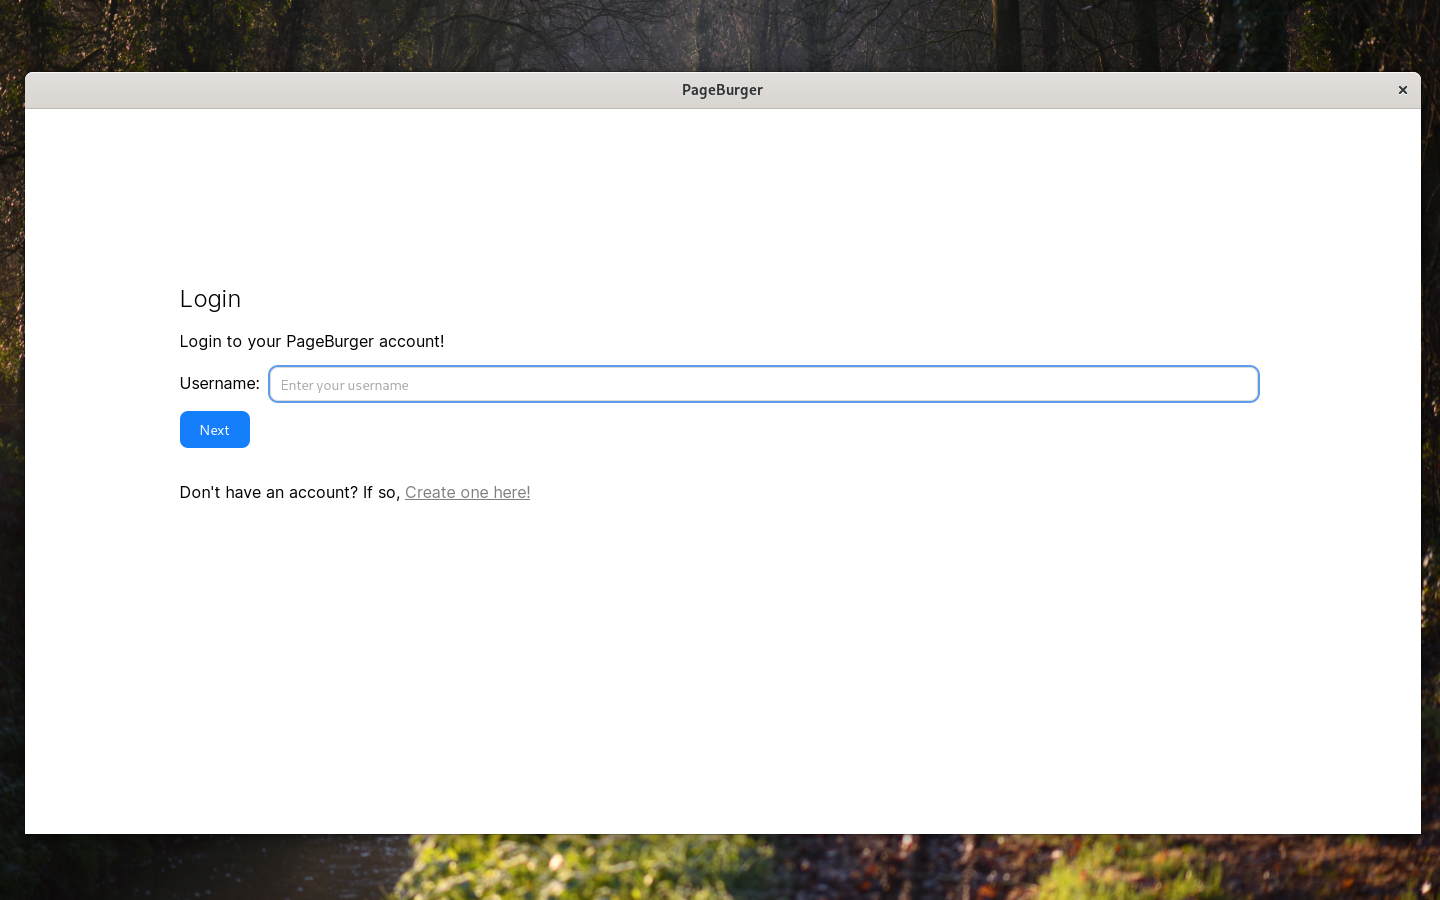 PageBurger
Login
Login to your PageBurger account!
Username: Enter your username
Next
Don't have an account? If so, Create one here!